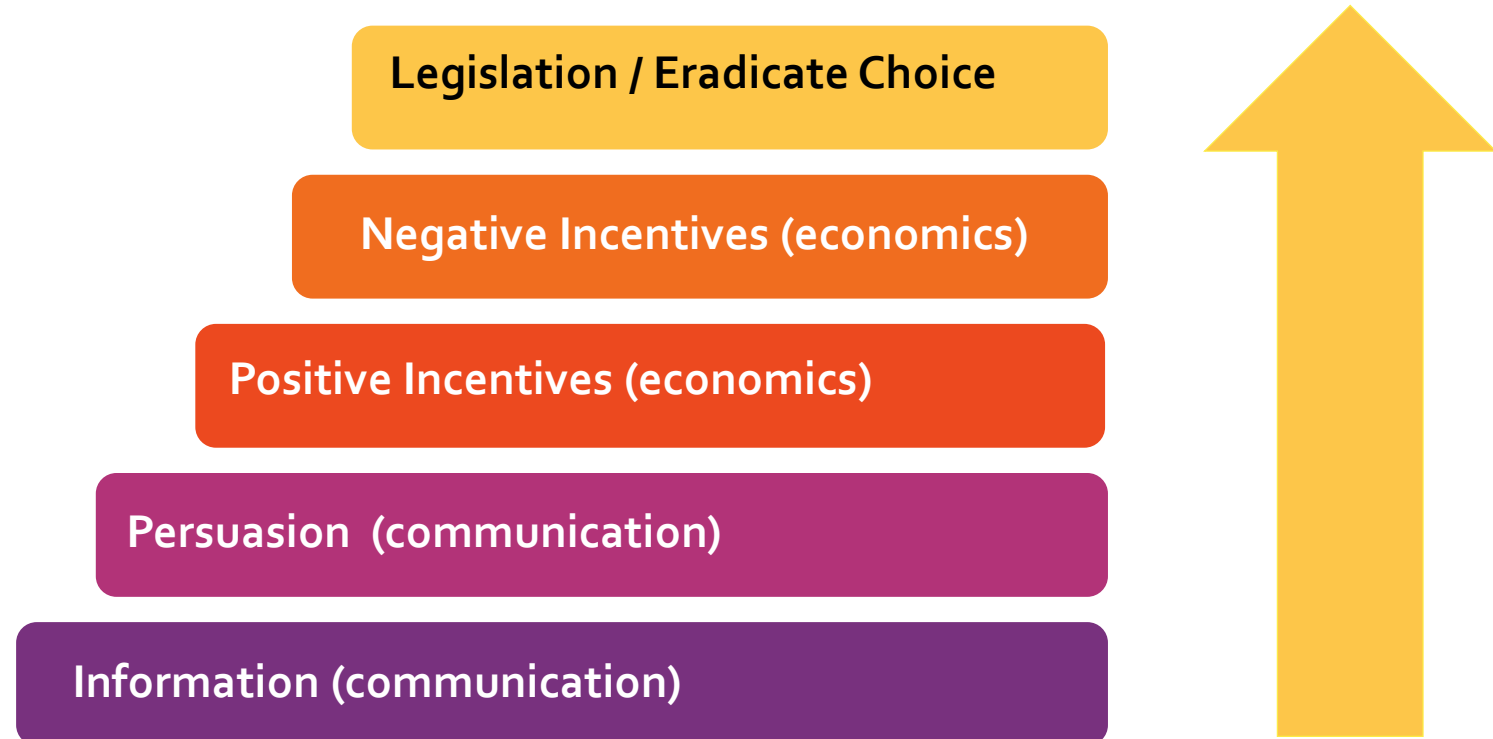 Legislation / Eradicate Choice
Negative Incentives (economics)
Positive Incentives (economics)
Persuasion  (communication)
Information (communication)